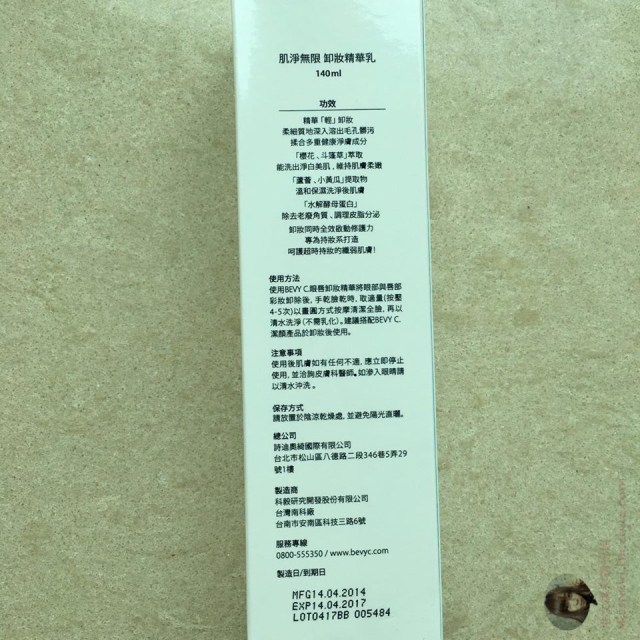 肌淨無限 卸妝精華乳
140ml
功效
精華「輕」卸妝
柔細質地深入溶出毛孔髒污
揉合多重健康淨膚成分
「櫻花、斗篷草」萃取
能洗出淨白美肌，維持肌膚柔嫩
「蘆薈、小黃瓜」提取物
溫和保濕洗淨後肌膚
「水解酵母蛋白」
除去老廢角質、調理皮脂分泌
卸妝同時全效啟動修護力
專為持妝系打造
呵護超時持妝的纖弱肌膚！
使用方法
使用BEVY C.眼唇卸妝精華將眼部與唇部
彩妝卸除後，手乾臉乾時，取適量(按壓
4-5次)以畫圓方式按摩清潔全臉，再以
清水洗淨（不需乳化）。建議搭配BEVY C.
潔顏產品於卸妝後使用。
注意事項
使用後肌膚如有任何不適，應立即停止
使用，並洽詢皮膚科醫師。如滲入眼睛請
以清水沖洗。
保存方式
請放置於陰涼乾燥處，並避免陽光直曬。
總公司
詩迪奧綺國際有限公司
台北市松山區八德路二段346巷5弄29
號1樓
製造商
科毅研究開發股份有限公司
台灣南科廠
台南市安南區科技三路6號
服務專線
0800-555350 / www.bevyc.com
製造日/到期日
MFG14.04.2014
EXP14.04.2017
LOT0417BB 005484